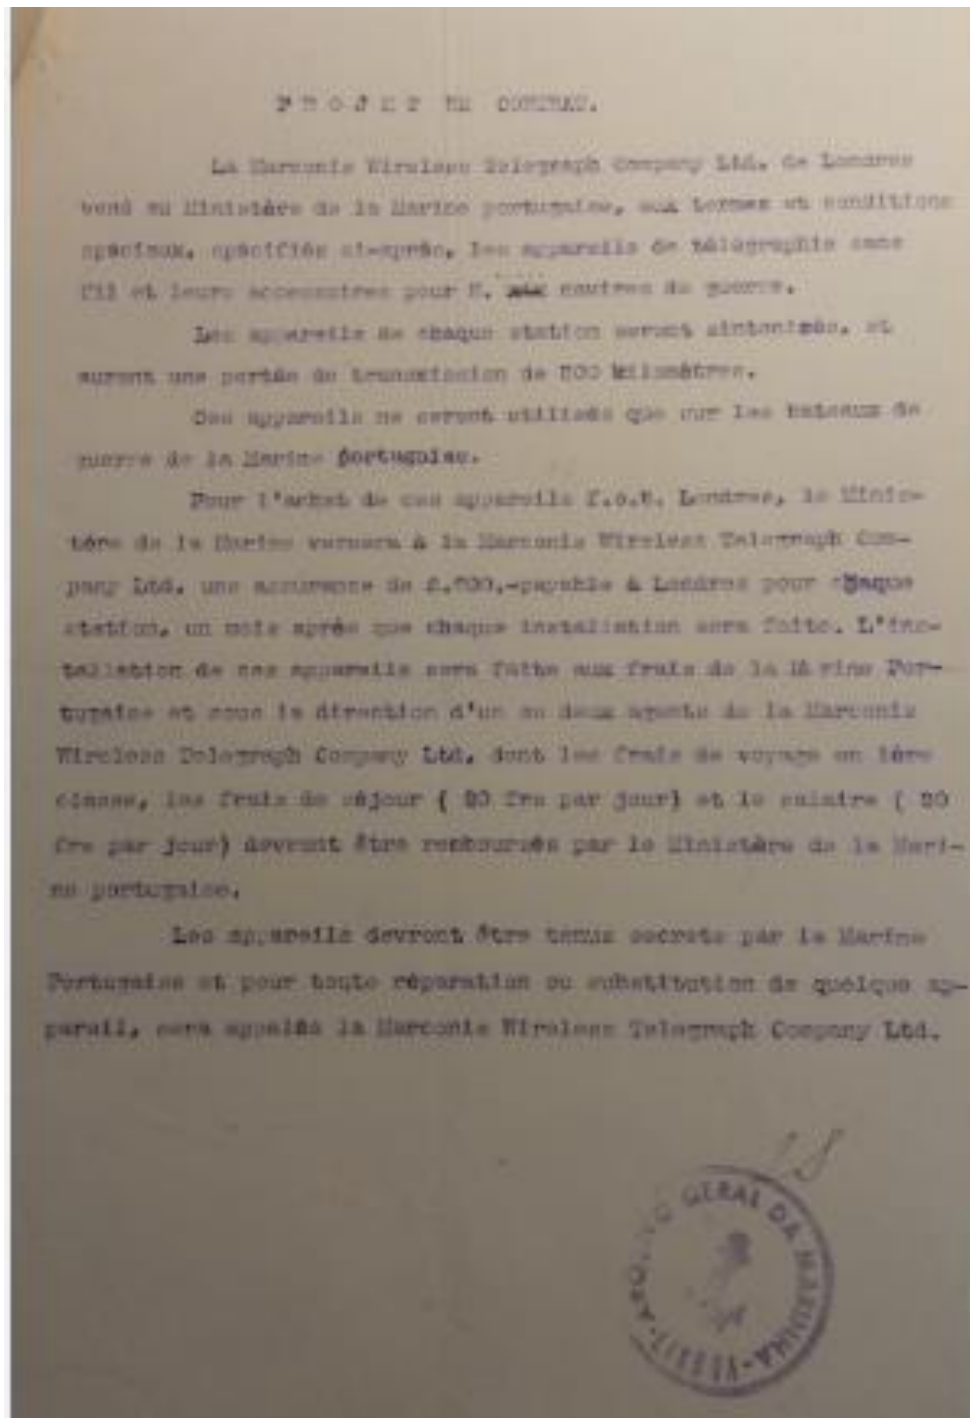 P R O J E T DE CONTRAT.
La Marconis Wireless Telegraph Company Ltd. de Londres
vend au Ministère de la Marine portugaise, aux termes et conditions
spéciaux, spécifiés ci-après, les appareils de télégraphie sans
fil et leurs accessoires pour navires de guerre.
Les appareils de chaque station seront sintonisés, et
auront une portée de transmission de kilomètres.
Ces appareils ne seront utilisés que sur les bateaux de
guerre de la Marine portugaise.
Pour l'achat de ces appareils f.o.b. Londres, le Minis-
tère de la Marine versera à la Marconis Wireless Telegraph Com-
pany Ltd. une assurance de payable à Londres pour chaque
station, un mois après que chaque installation sera faite. L'ins-
tallation de ces appareils sera faite aux frais de la Marine Por-
tugaise et sous la direction d'un ou deux agents de la Marconis
Wireless Telegraph Company Ltd. dont les frais de voyage en 1ère
classe, les frais de séjour ( frs par jour) et le salaire (
frs par jour) devront être remboursés par le Ministère de la Mari-
ne portugaise.
Les appareils devront être tenus secrets par la Marine
Portugaise et pour toute réparation ou substitution de quelque ap-
pareil, sera appelée la Marconis Wireless Telegraph Company Ltd.
GERAL DA MARINHA